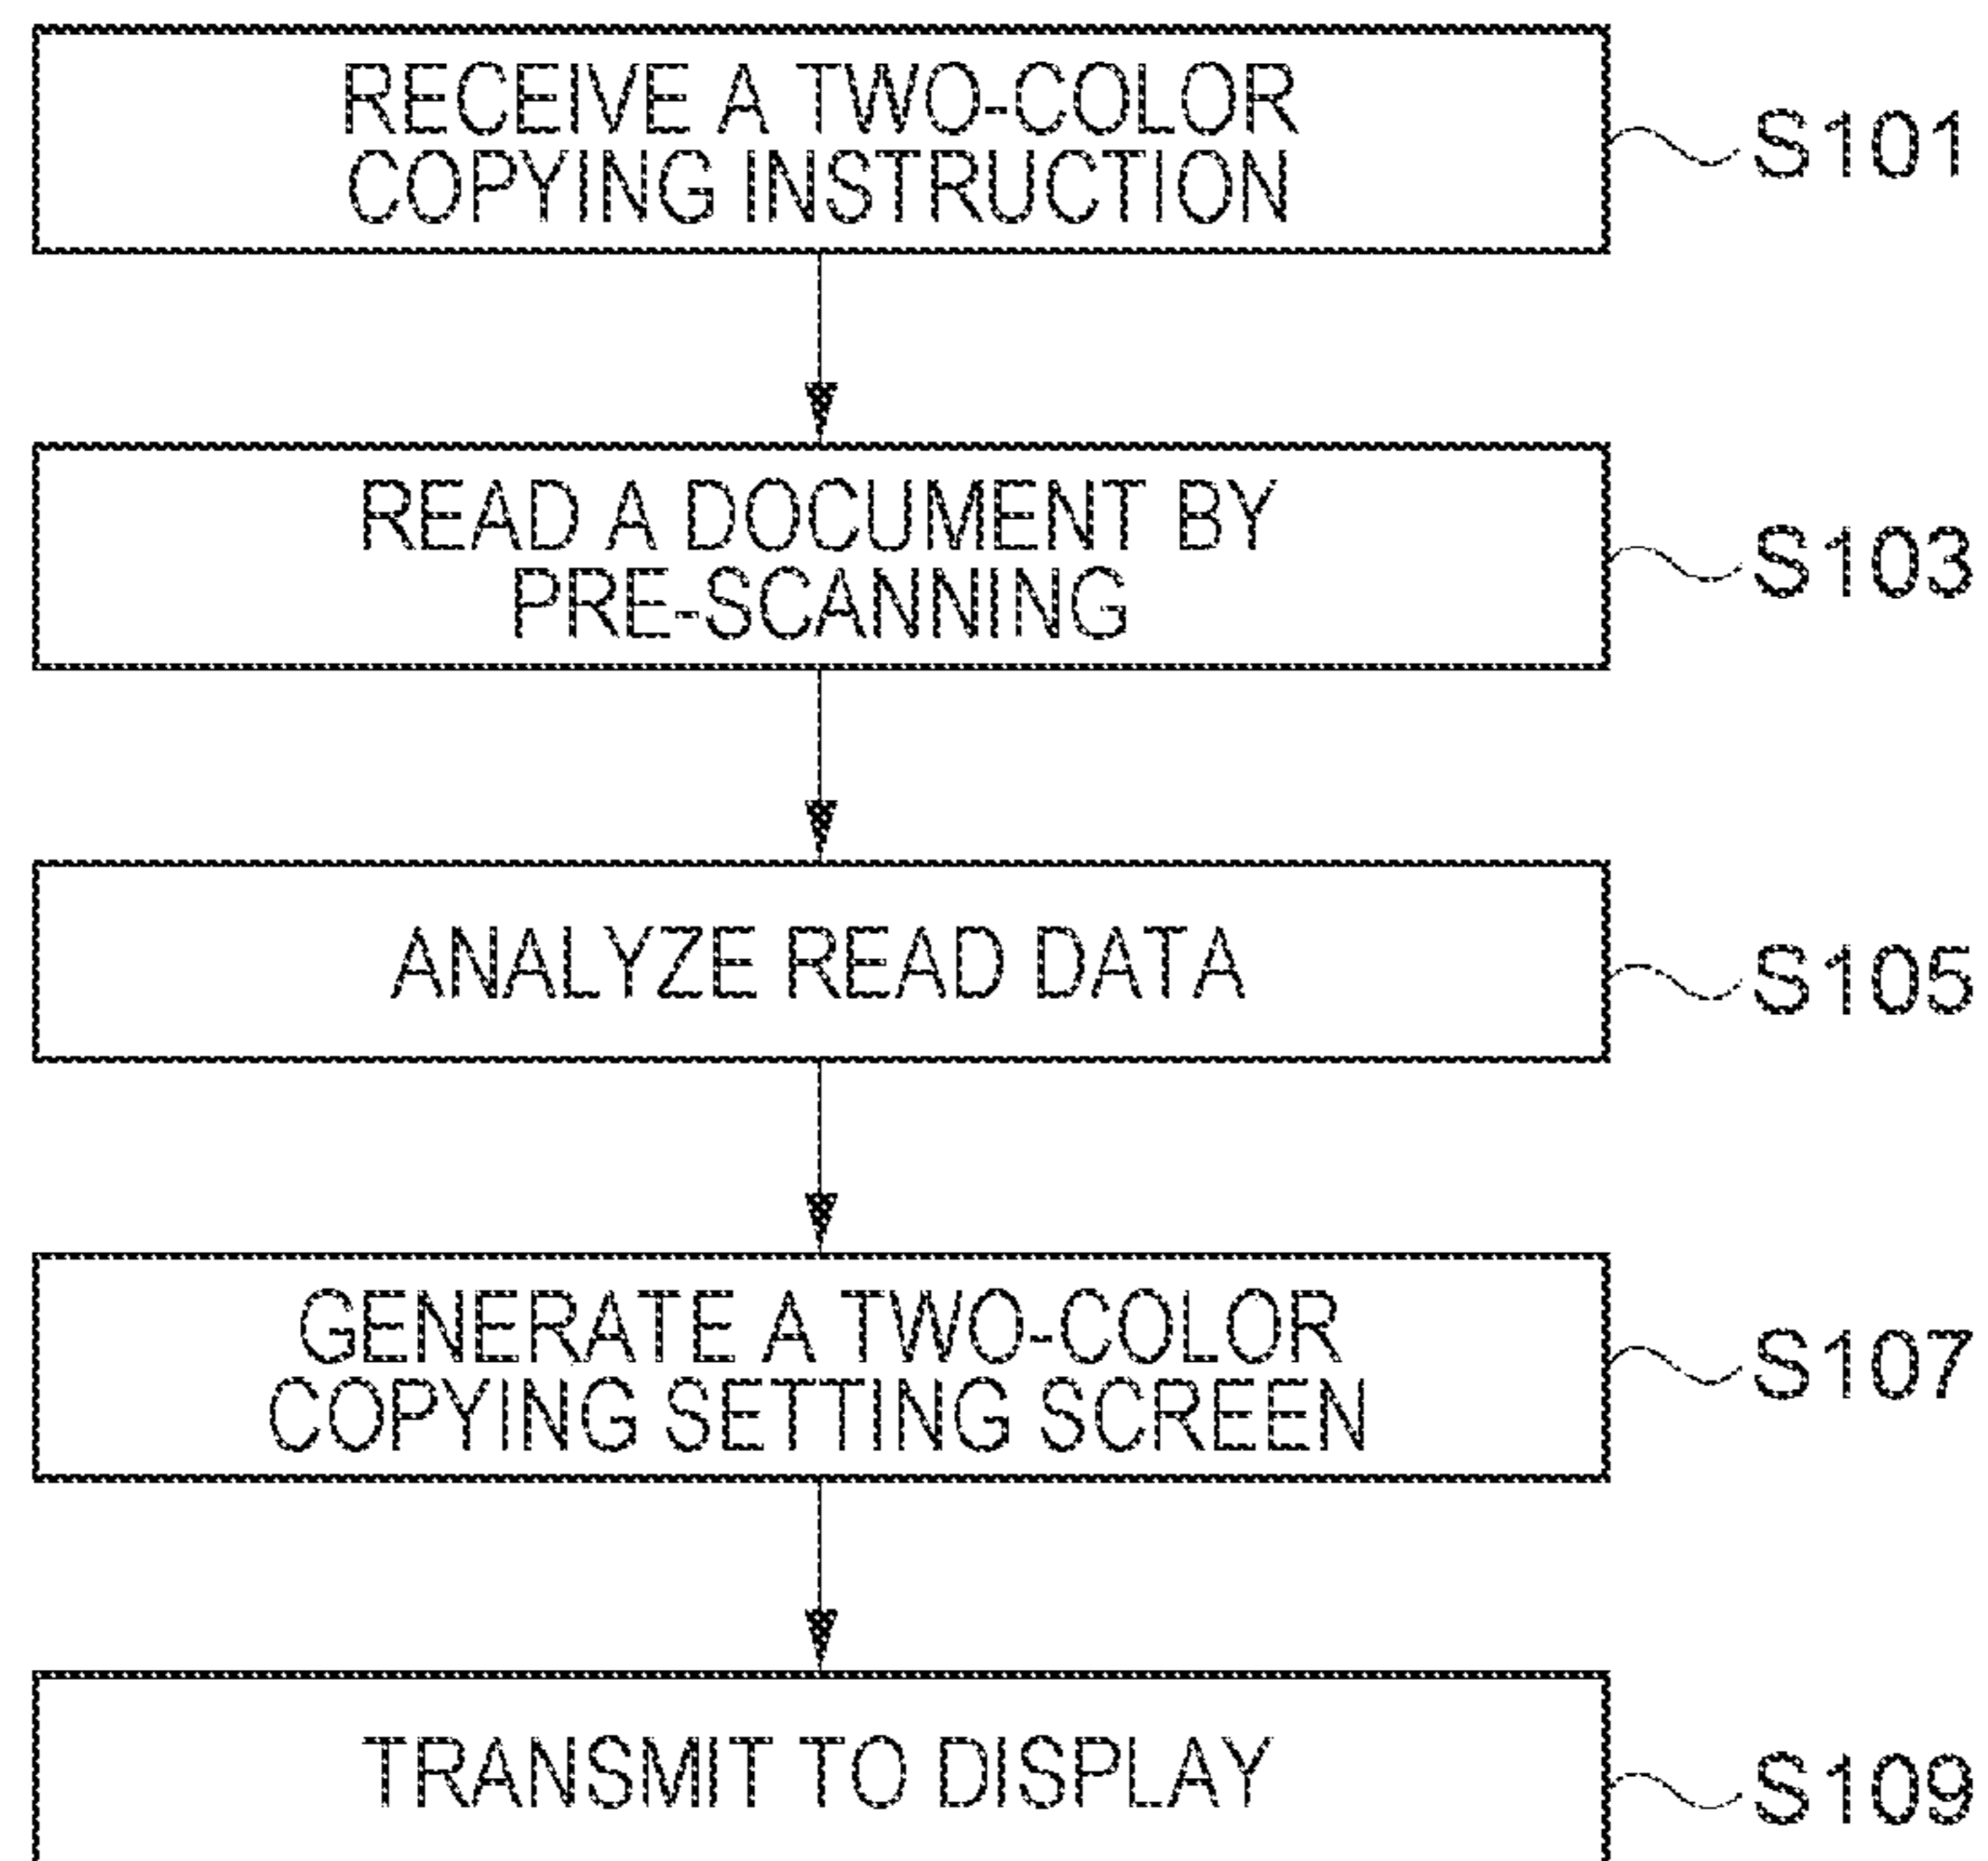 RECEIVE A TWO-COLOR
COPYING INSTRUCTION
S101
READ A DOCUMENT BY
PRE-SCANNING
S103
ANALYZE READ DATA
S105
GENERATE A TWO-COLOR
COPYING SETTING SCREEN
S107
TRANSMIT TO DISPLAY
S109